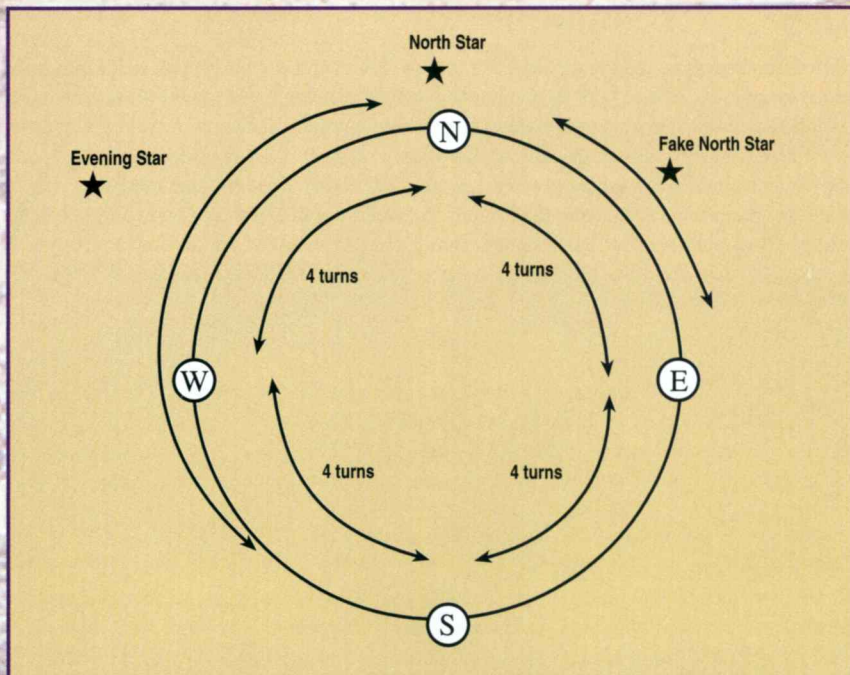 North Star
N
Evening Star
Fake North Star
4 turns
4 turns
W
E
4 turns
4 turns
S